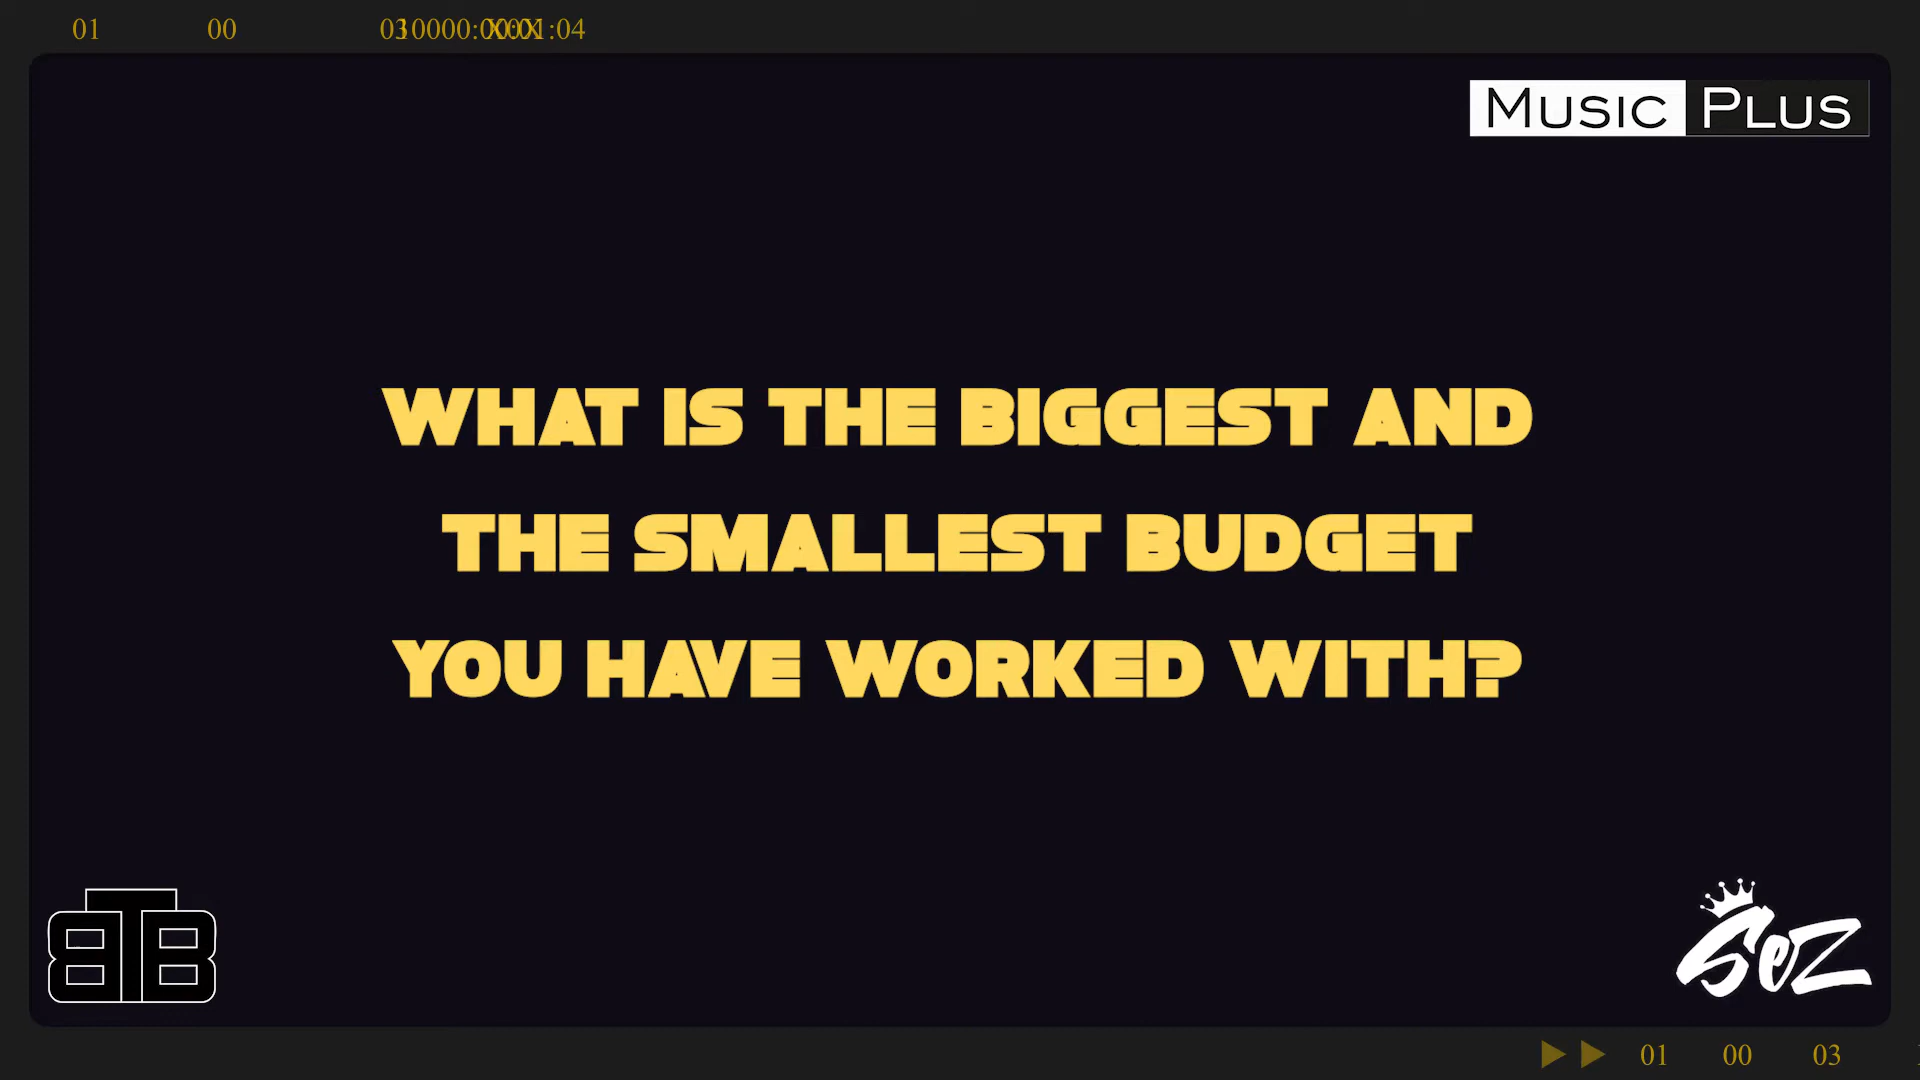 01 00 03
Music Plus
WHAT IS THE BIGGEST AND
THE SMALLEST BUDGET
YOU HAVE WORKED WITH?
BTB
Sez
01 00 03